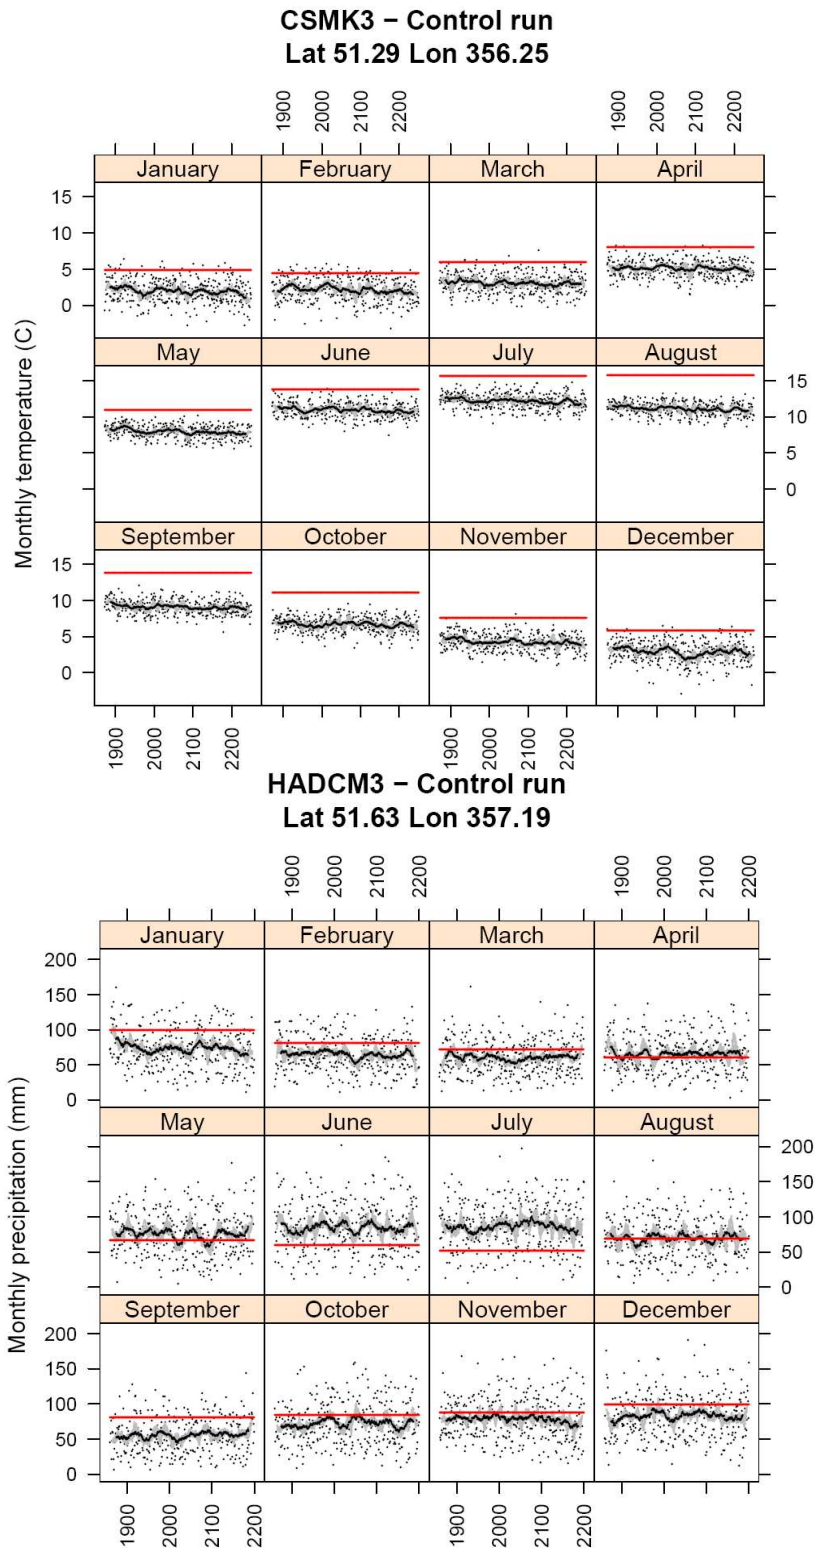 CSMK3 − Control run
Lat 51.29 Lon 356.25
1900 2000 2100 2200 1900 2000 2100 2200
January February March April
15
10
5
0
May June July August
15
10
5
0
September October November December
15
10
5
0
Monthly temperature (C)
1900 2000 2100 2200 1900 2000 2100 2200
HADCM3 − Control run
Lat 51.63 Lon 357.19
1900 2000 2100 2200 1900 2000 2100 2200
January February March April
200
150
100
50
0
May June July August
200
150
100
50
0
September October November December
200
150
100
50
0
Monthly precipitation (mm)
1900 2000 2100 2200 1900 2000 2100 2200